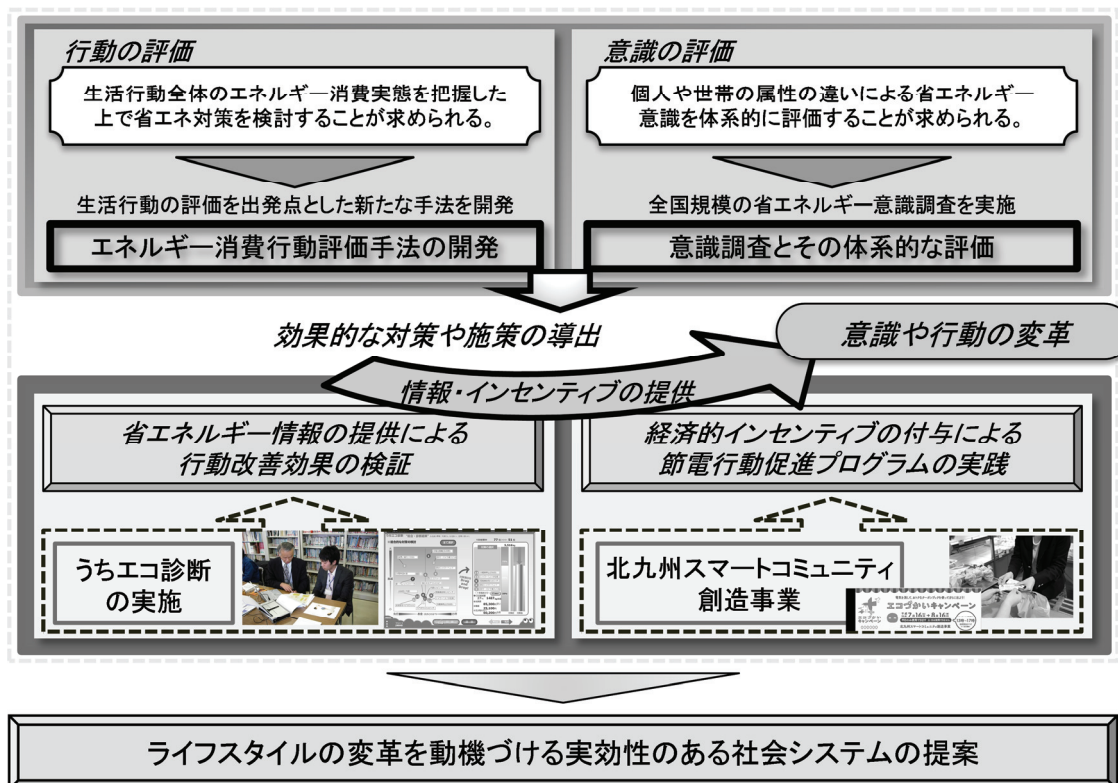 行動の評価
生活行動全体のエネルギー消費実態を把握した
上で省エネ対策を検討することが求められる。
生活行動の評価を出発点とした新たな手法を開発
エネルギー消費行動評価手法の開発
意識の評価
個人や世帯の属性の違いによる省エネルギー
意識を体系的に評価することが求められる。
全国規模の省エネルギー意識調査を実施
意識調査とその体系的な評価
効果的な対策や施策の導出
意識や行動の変革
情報・インセンティブの提供
省エネルギー情報の提供による
行動改善効果の検証
うちエコ診断
の実施
経済的インセンティブの付与による
節電行動促進プログラムの実践
北九州スマートコミュニティ
創造事業
エコづかいキャンペーン
ライフスタイルの変革を動機づける実効性のある社会システムの提案